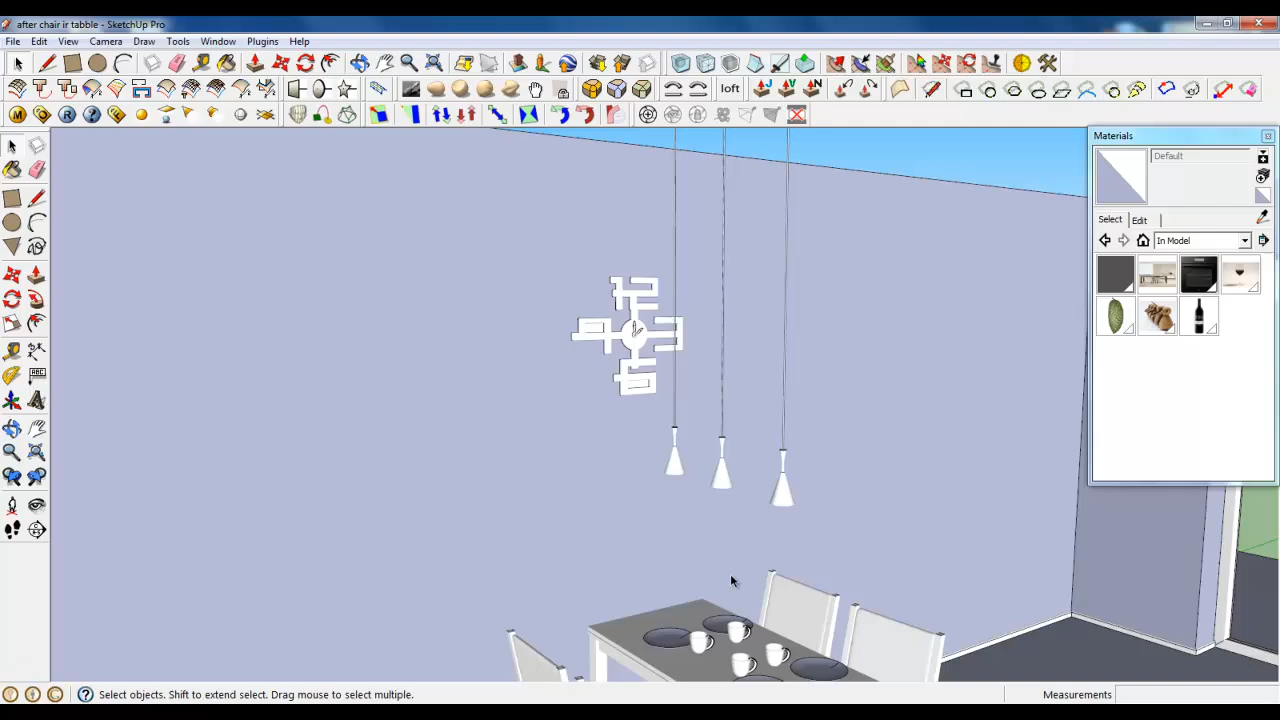 after chair ir tabble - SketchUp Pro
File Edit View Camera Draw Tools Window Plugins Help
loft
Materials
Default
Select Edit
In Model
ABC
Select objects. Shift to extend select. Drag mouse to select multiple.
Measurements